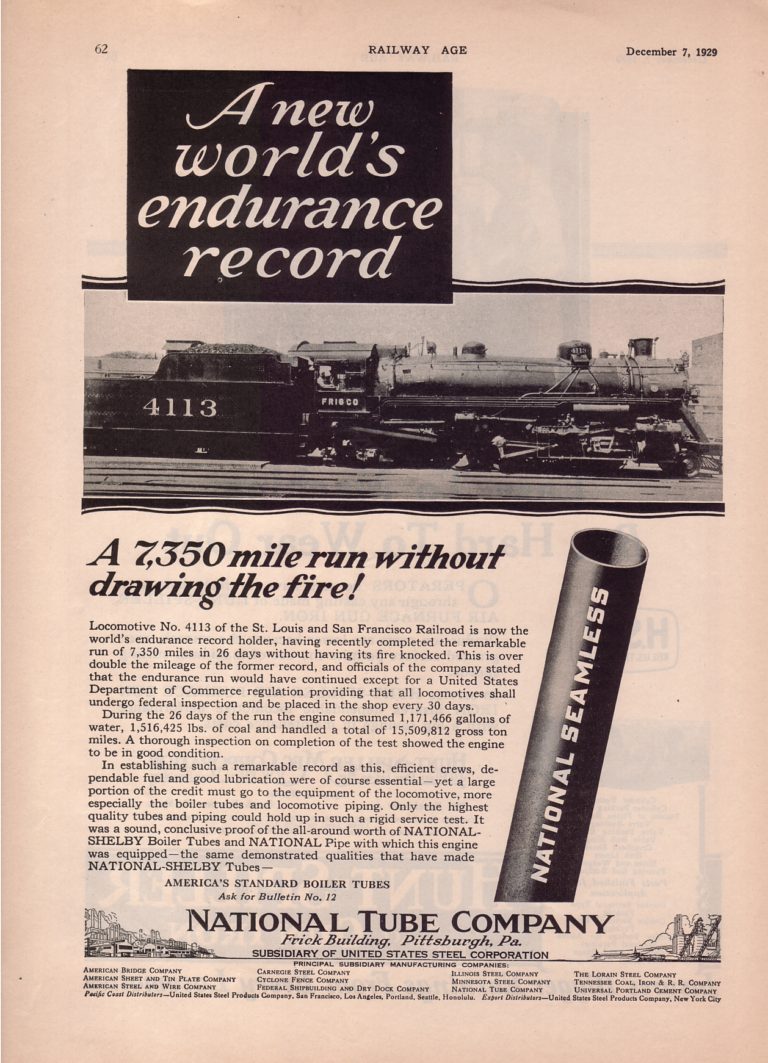 62
RAILWAY AGE
December 7, 1929
A new
world's
endurance
record
4113
FRISCO
4113
A 7,350 mile run without
drawing the fire!
Locomotive No. 4113 of the St. Louis and San Francisco Railroad is now the
world's endurance record holder, having recently completed the remarkable
run of 7,350 miles in 26 days without having its fire knocked. This is over
double the mileage of the former record, and officials of the company stated
that the endurance run would have continued except for a United States
Department of Commerce regulation providing that all locomotives shall
undergo federal inspection and be placed in the shop every 30 days.
During the 26 days of the run the engine consumed 1,171,466 gallons of
water, 1,516,425 lbs. of coal and handled a total of 15,509,812 gross ton
miles. A thorough inspection on completion of the test showed the engine
to be in good condition.
In establishing such a remarkable record as this, efficient crews, de-
pendable fuel and good lubrication were of course essential—yet a large
portion of the credit must go to the equipment of the locomotive, more
especially the boiler tubes and locomotive piping. Only the highest
quality tubes and piping could hold up in such a rigid service test. It
was a sound, conclusive proof of the all-around worth of NATIONAL-
SHELBY Boiler Tubes and NATIONAL Pipe with which this engine
was equipped—the same demonstrated qualities that have made
NATIONAL-SHELBY Tubes—
AMERICA'S STANDARD BOILER TUBES
Ask for Bulletin No. 12
NATIONAL SEAMLESS
NATIONAL TUBE COMPANY
Frick Building, Pittsburgh, Pa.
SUBSIDIARY OF UNITED STATES STEEL CORPORATION
PRINCIPAL SUBSIDIARY MANUFACTURING COMPANIES:
AMERICAN BRIDGE COMPANY
AMERICAN SHEET AND TIN PLATE COMPANY
AMERICAN STEEL AND WIRE COMPANY
CARNEGIE STEEL COMPANY
CYCLONE FENCE COMPANY
FEDERAL SHIPBUILDING AND DRY DOCK COMPANY
ILLINOIS STEEL COMPANY
MINNESOTA STEEL COMPANY
NATIONAL TUBE COMPANY
THE LORAIN STEEL COMPANY
TENNESSEE COAL, IRON & R. R. COMPANY
UNIVERSAL PORTLAND CEMENT COMPANY
Pacific Coast Distributors—United States Steel Products Company, San Francisco, Los Angeles, Portland, Seattle, Honolulu. Export Distributors—United States Steel Products Company, New York City